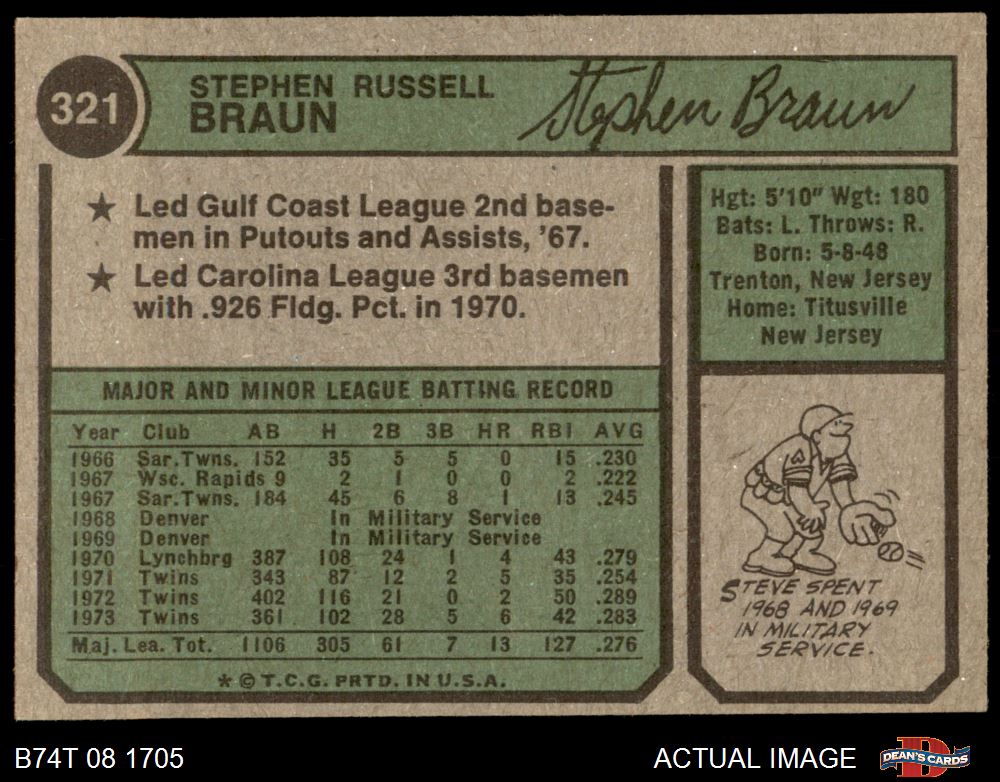 321
STEPHEN RUSSELL
BRAUN
Stephen Braun
★ Led Gulf Coast League 2nd base-
men in Putouts and Assists, '67.
★ Led Carolina League 3rd basemen
with .926 Fldg. Pct. in 1970.
Hgt: 5'10" Wgt: 180
Bats: L. Throws: R.
Born: 5-8-48
Trenton, New Jersey
Home: Titusville
New Jersey
MAJOR AND MINOR LEAGUE BATTING RECORD
Year Club AB H 2B 3B HR RBI AVG
1966 Sar.Twns. 152 35 5 5 0 15 .230
1967 Wsc. Rapids 9 2 1 0 0 2 .222
1967 Sar.Twns. 184 45 6 8 1 13 .245
1968 Denver In Military Service
1969 Denver In Military Service
1970 Lynchbrg 387 108 24 1 4 43 .279
1971 Twins 343 87 12 2 5 35 .254
1972 Twins 402 116 21 0 2 50 .289
1973 Twins 361 102 28 5 6 42 .283
Maj. Lea. Tot. 1106 305 61 7 13 127 .276
* © T.C.G. PRTD. IN U.S.A.
STEVE SPENT
1968 AND 1969
IN MILITARY
SERVICE.
B74T 08 1705
ACTUAL IMAGE
DEAN'S CARDS